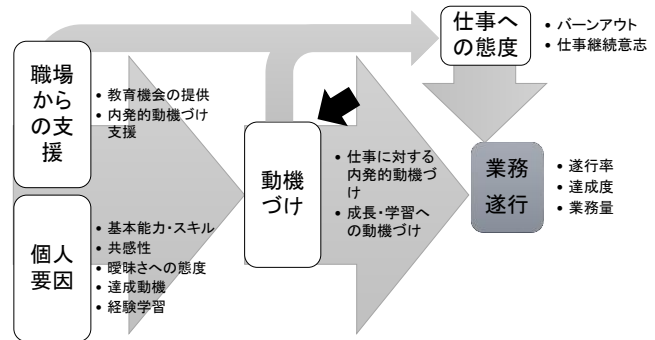 職場
から
の支
援
• 教育機会の提供
• 内発的動機づけ
支援
個人
要因
• 基本能力・スキル
• 共感性
• 曖昧さへの態度
• 達成動機
• 経験学習
動機
づけ
• 仕事に対する
内発的動機づ
け
• 成長・学習へ
の動機づけ
仕事へ
の態度
• バーンアウト
• 仕事継続意志
業務
遂行
• 遂行率
• 達成度
• 業務量